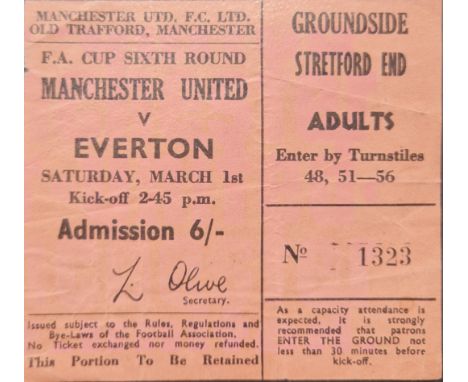 MANCHESTER UTD. F.C. LTD.
OLD TRAFFORD, MANCHESTER
F.A. CUP SIXTH ROUND
MANCHESTER UNITED
V
EVERTON
SATURDAY, MARCH 1st
Kick-off 2-45 p.m.
Admission 6/-
L. Olive
Secretary.
Issued subject to the Rules, Regulations and
Bye-Laws of the Football Association.
No Ticket exchanged nor money refunded.
This Portion To Be Retained
GROUNDSIDE
STRETFORD END
ADULTS
Enter by Turnstiles
48, 51—56
No 1323
As a capacity attendance is
expected, it is strongly
recommended that patrons
ENTER THE GROUND not
less than 30 minutes before
kick-off.